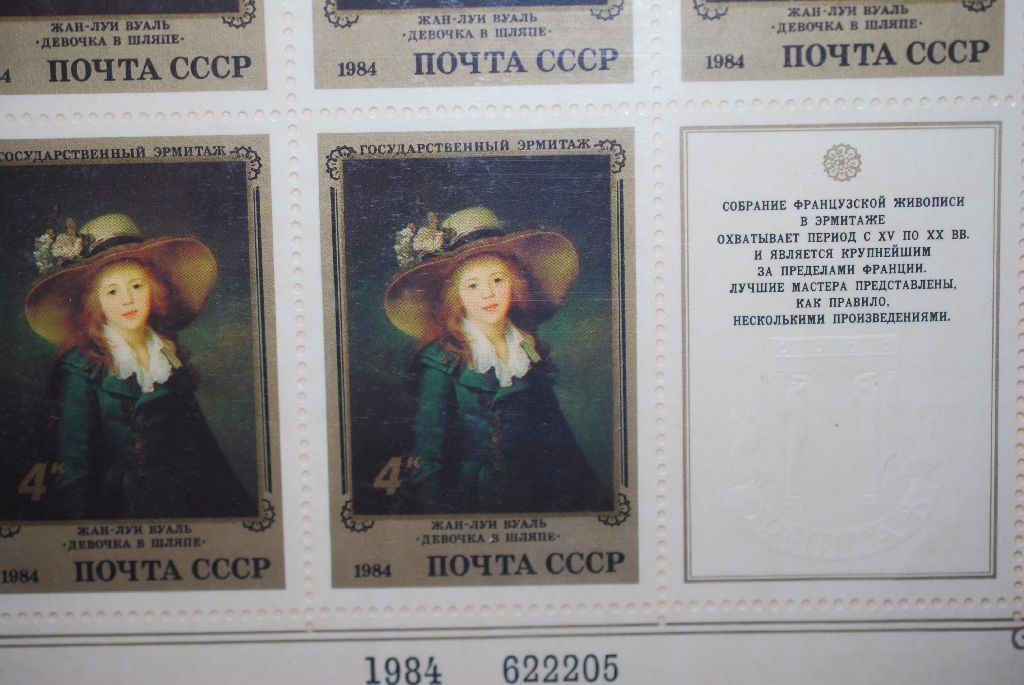 ЖАН-ЛУИ ВУАЛЬ
·ДЕВОЧКА В ШЛЯПЕ·
ПОЧТА СССР
ЖАН-ЛУИ ВУАЛЬ
·ДЕВОЧКА В ШЛЯПЕ·
1984 ПОЧТА СССР
ЖАН-ЛУИ ВУАЛЬ
·ДЕВОЧКА В ШЛЯПЕ·
1984 ПОЧТА СССР
ГОСУДАРСТВЕННЫЙ ЭРМИТАЖ
4к
ЖАН-ЛУИ ВУАЛЬ
·ДЕВОЧКА В ШЛЯПЕ·
1984 ПОЧТА СССР
ГОСУДАРСТВЕННЫЙ ЭРМИТАЖ
4к
ЖАН-ЛУИ ВУАЛЬ
·ДЕВОЧКА В ШЛЯПЕ·
1984 ПОЧТА СССР
СОБРАНИЕ ФРАНЦУЗСКОЙ ЖИВОПИСИ
В ЭРМИТАЖЕ
ОХВАТЫВАЕТ ПЕРИОД С XV ПО XX ВВ.
И ЯВЛЯЕТСЯ КРУПНЕЙШИМ
ЗА ПРЕДЕЛАМИ ФРАНЦИИ.
ЛУЧШИЕ МАСТЕРА ПРЕДСТАВЛЕНЫ,
КАК ПРАВИЛО,
НЕСКОЛЬКИМИ ПРОИЗВЕДЕНИЯМИ.
1984 622205